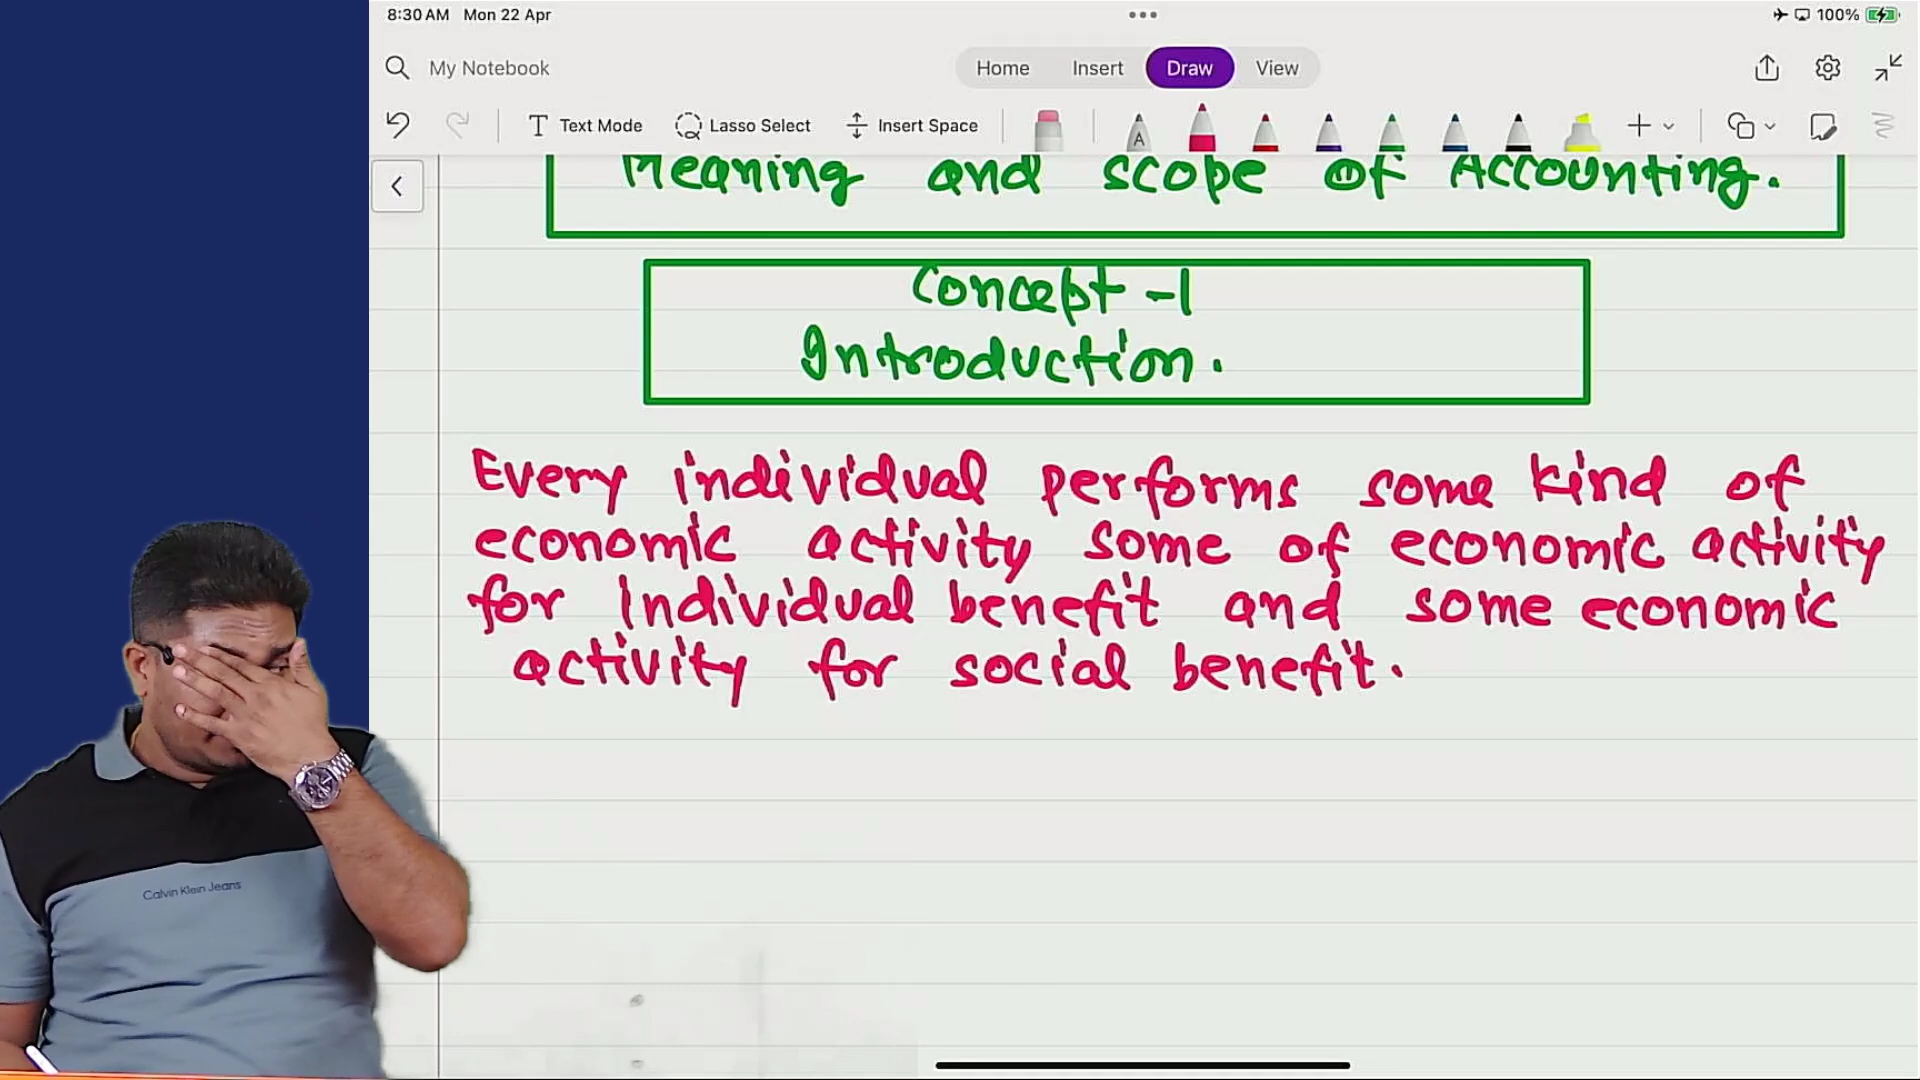 8:30 AM Mon 22 Apr
100%
My Notebook
Home Insert Draw View
Text Mode Lasso Select Insert Space
A
Meaning and scope of Accounting.
Concept -1
Introduction.
Every individual performs some kind of
economic activity some of economic activity
for individual benefit and some economic
activity for social benefit.
Calvin Klein Jeans